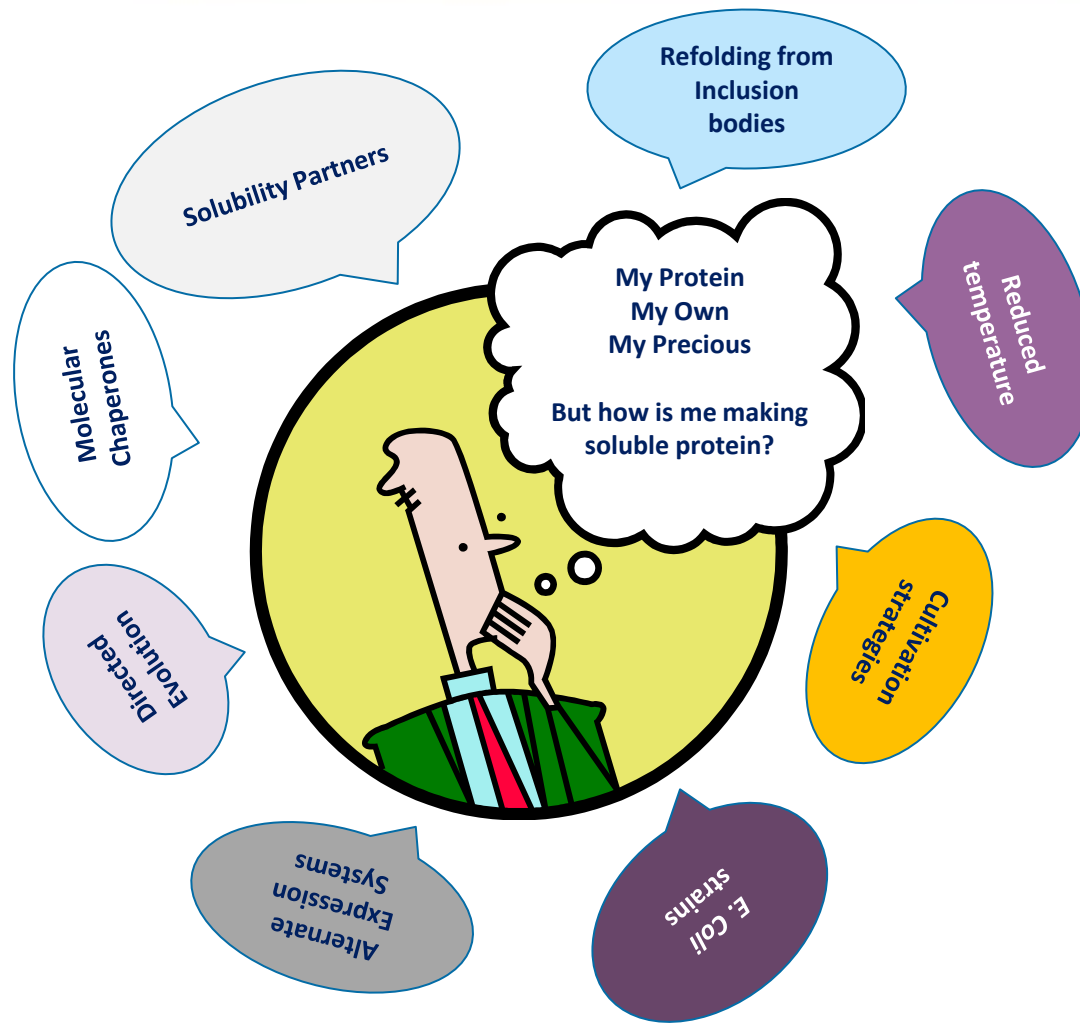 Refolding from
Inclusion
bodies
Solubility Partners
My Protein
My Own
My Precious
But how is me making
soluble protein?
Reduced
temperature
Molecular
Chaperones
Cultivation
strategies
Directed
Evolution
E. Coli
strains
Alternate
Expression
Systems